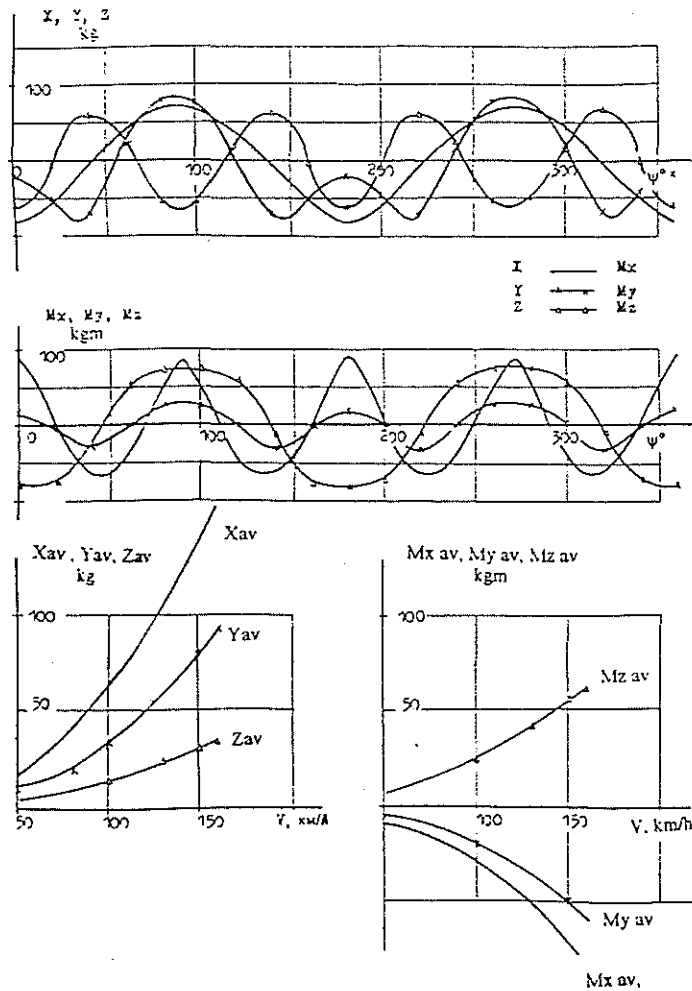 X, Y, Z
kg
100
0 100 200 300 ψ°
X Mx
Y My
Z Mz
Mx, My, Mz
kgm
100
0 100 200 300 ψ°
Xav, Yav, Zav
kg
Xav
100
Yav
50
Zav
50 100 150
V, км/h
Mx av, My av, Mz av
kgm
100
Mz av
50
100 150
V, km/h
My av
Mx av,